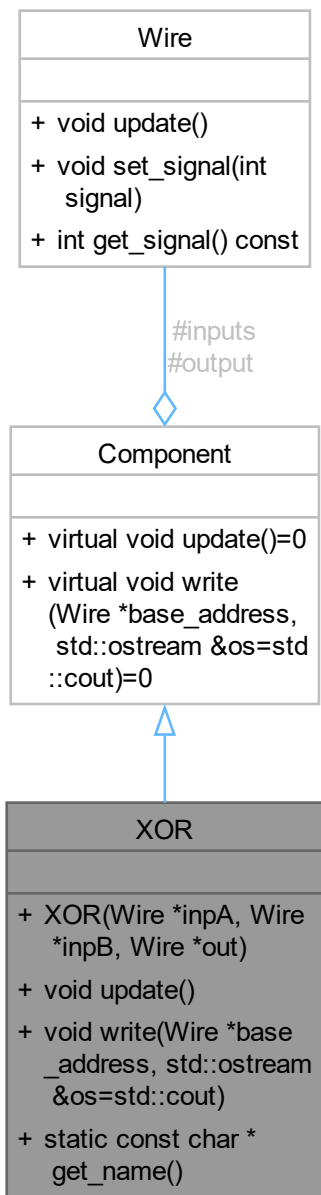 Wire
+ void update()
+ void set_signal(int
signal)
+ int get_signal() const
#inputs
#output
Component
+ virtual void update()=0
+ virtual void write
(Wire *base_address,
std::ostream &os=std
::cout)=0
XOR
+ XOR(Wire *inpA, Wire
*inpB, Wire *out)
+ void update()
+ void write(Wire *base
_address, std::ostream
&os=std::cout)
+ static const char *
get_name()